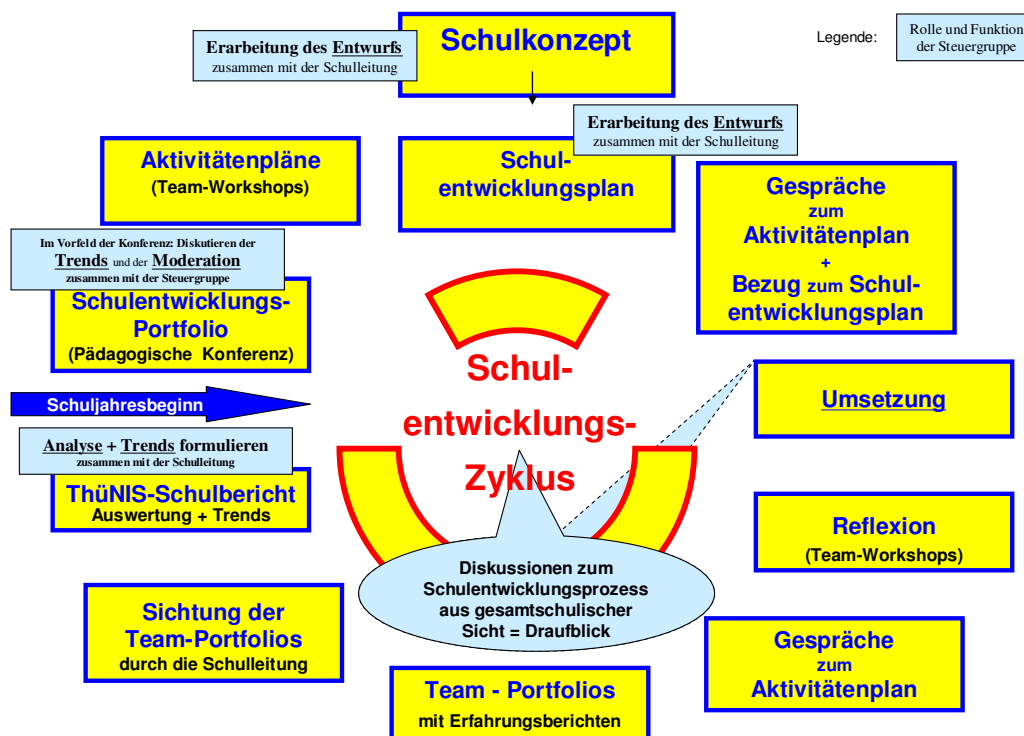 Schulkonzept
Erarbeitung des Entwurfs
zusammen mit der Schulleitung
Legende:
Rolle und Funktion
der Steuergruppe
Erarbeitung des Entwurfs
zusammen mit der Schulleitung
Aktivitätenpläne
(Team-Workshops)
Schul-
entwicklungsplan
Gespräche
zum
Aktivitätenplan
+
Bezug zum Schul-
entwicklungsplan
Im Vorfeld der Konferenz: Diskutieren der
Trends und der Moderation
zusammen mit der Steuergruppe
Schulentwicklungs-
Portfolio
(Pädagogische Konferenz)
Schul-
entwicklungs-
Zyklus
Schuljahresbeginn
Umsetzung
Analyse + Trends formulieren
zusammen mit der Schulleitung
ThüNIS-Schulbericht
Auswertung + Trends
Reflexion
(Team-Workshops)
Diskussionen zum
Schulentwicklungsprozess
aus gesamtschulischer
Sicht = Draufblick
Sichtung der
Team-Portfolios
durch die Schulleitung
Gespräche
zum
Aktivitätenplan
Team - Portfolios
mit Erfahrungsberichten